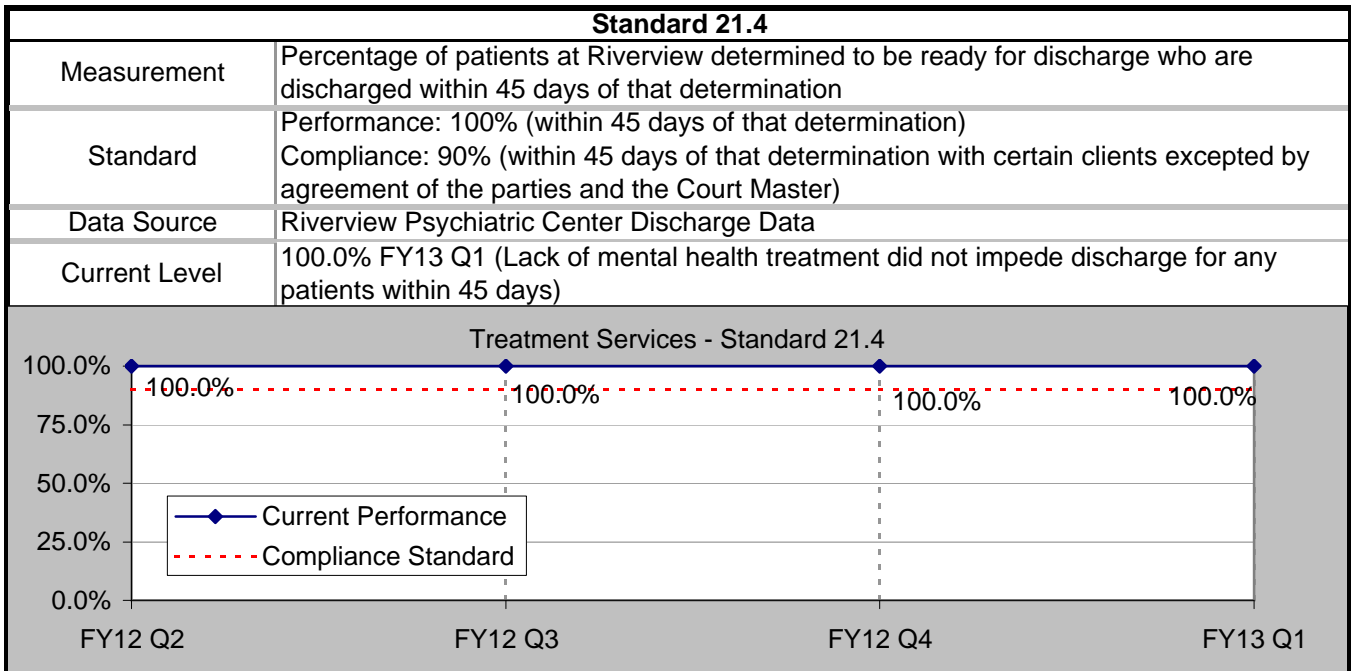 Standard 21.4
Measurement
Percentage of patients at Riverview determined to be ready for discharge who are
discharged within 45 days of that determination
Standard
Performance: 100% (within 45 days of that determination)
Compliance: 90% (within 45 days of that determination with certain clients excepted by
agreement of the parties and the Court Master)
Data Source
Riverview Psychiatric Center Discharge Data
Current Level
100.0% FY13 Q1 (Lack of mental health treatment did not impede discharge for any
patients within 45 days)
Treatment Services - Standard 21.4
100.0%
75.0%
50.0%
25.0%
0.0%
100.0%
100.0%
100.0%
100.0%
Current Performance
Compliance Standard
FY12 Q2
FY12 Q3
FY12 Q4
FY13 Q1